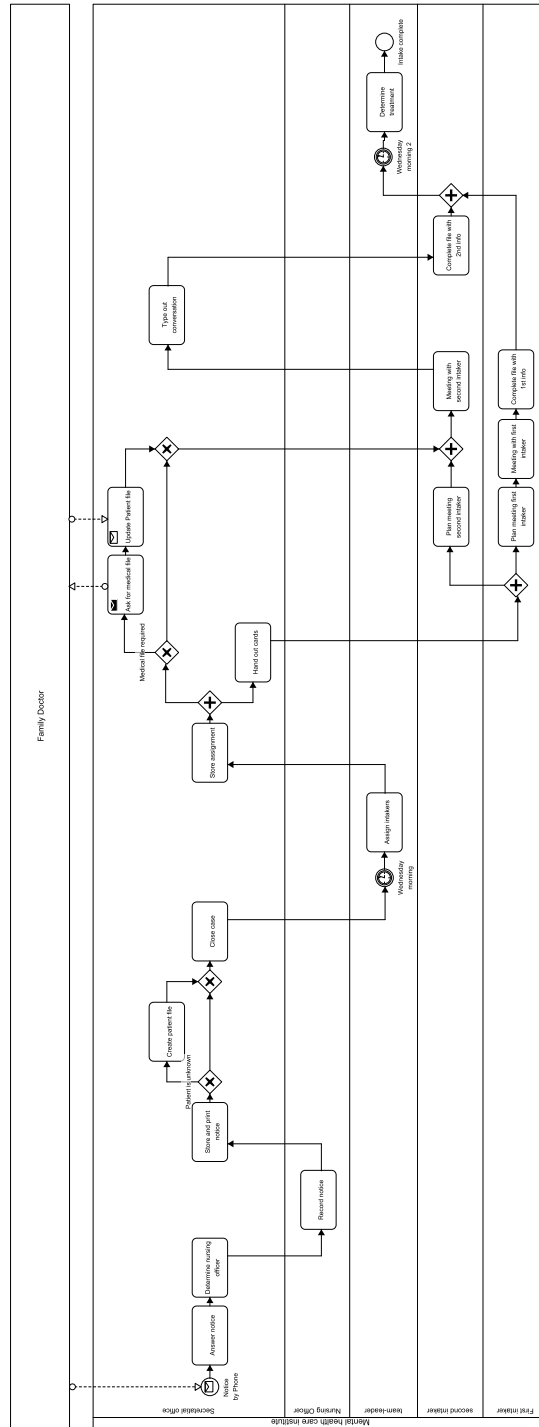 Family Doctor
Mental health care institute
Secretatial office
Nursing Officer
team-leader
second intaker
First intaker
Notice
by Phone
Answer notice
Determine nursing
officer
Record notice
Store and print
notice
Patient is unknown
Create patient file
Close case
Wednesday
morning
Assign intakers
Store assignment
Hand out cards
Medical file required
Ask for medical file
Update Patient file
Plan meeting
second intaker
Plan meeting first
intaker
Meeting with
second intaker
Meeting with first
intaker
Complete file with
1st info
Type out
conversation
Complete file with
2nd info
Wednesday
morning 2
Determine
treatment
Intake complete